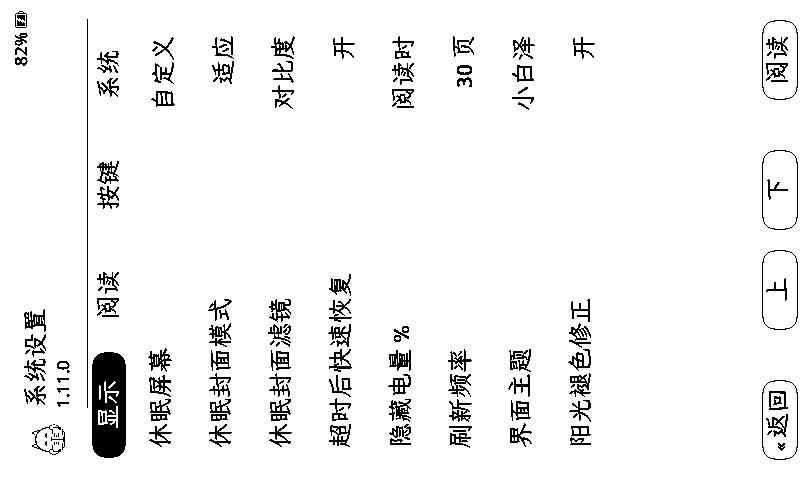 82%
系统设置
1.11.0
显示 阅读 按键 系统
休眠屏幕 自定义
休眠封面模式 适应
休眠封面滤镜 对比度
超时后快速恢复 开
隐藏电量 % 阅读时
刷新频率 30 页
界面主题 小白泽
阳光褪色修正 开
« 返回 上 下 阅读